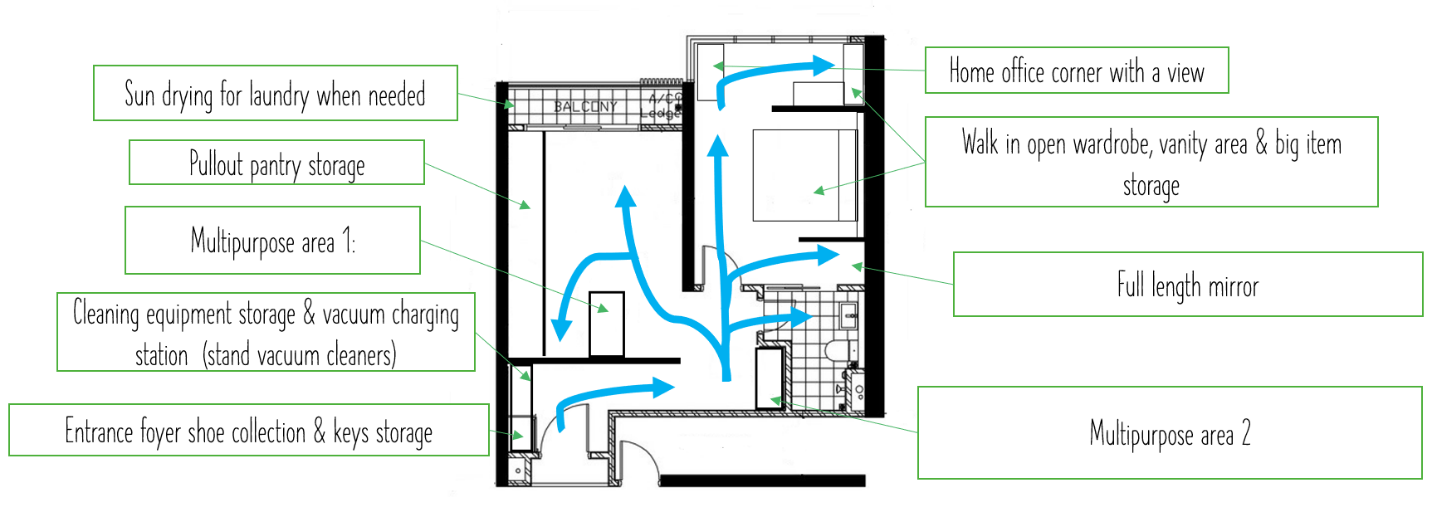 Sun drying for laundry when needed
Pullout pantry storage
Multipurpose area 1:
Cleaning equipment storage & vacuum charging
station (stand vacuum cleaners)
Entrance foyer shoe collection & keys storage
BALCONY
A/C
Ledge
Home office corner with a view
Walk in open wardrobe, vanity area & big item
storage
Full length mirror
Multipurpose area 2